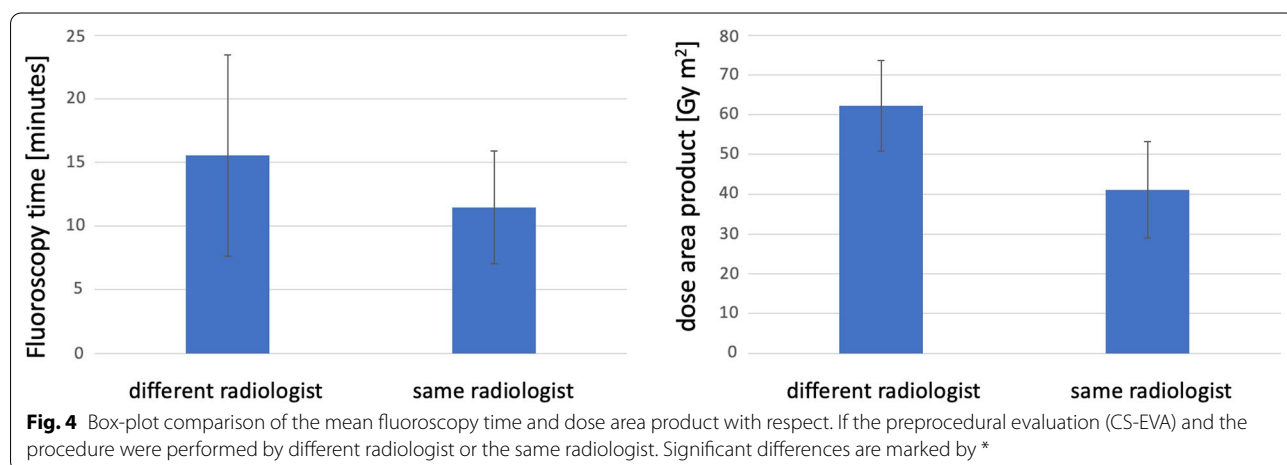 Fluoroscopy time [minutes]
25
20
15
10
5
0
different radiologist
same radiologist
dose area product [Gy m²]
80
70
60
50
40
30
20
10
0
different radiologist
same radiologist
Fig. 4 Box-plot comparison of the mean fluoroscopy time and dose area product with respect. If the preprocedural evaluation (CS-EVA) and the
procedure were performed by different radiologist or the same radiologist. Significant differences are marked by *